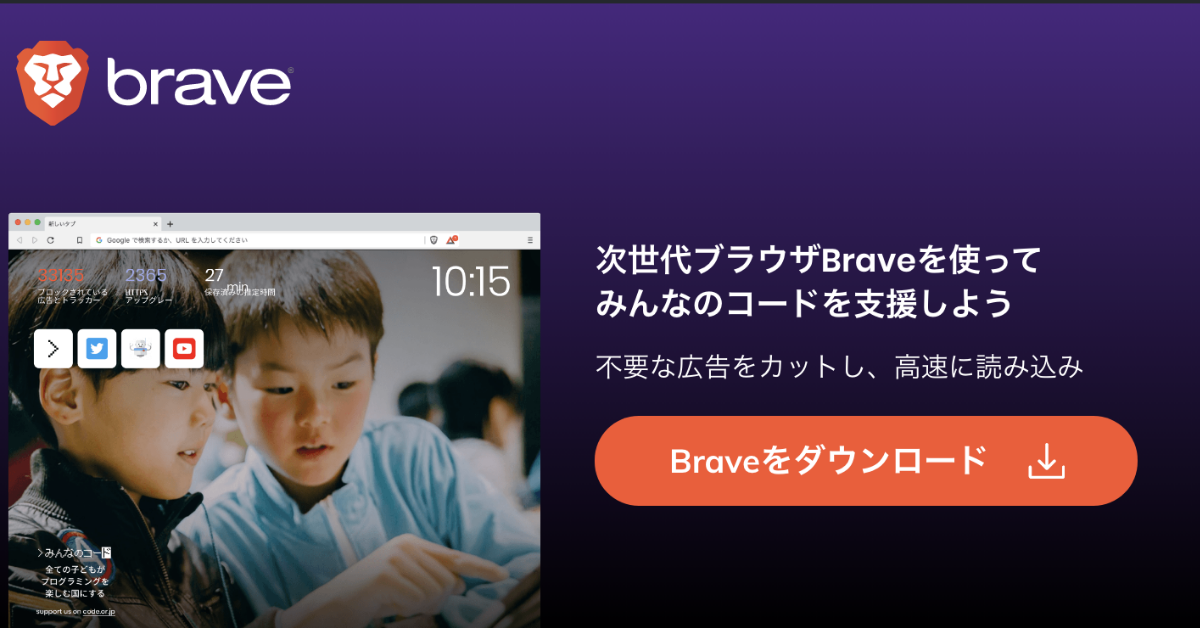 brave
新しいタブ
Google で検索するか、URL を入力してください
33135
ブロックされている
広告とトラッカー
2365
HTTPS
アップグレー
27
min
保存済みの推定時間
10:15
次世代ブラウザBraveを使って
みんなのコードを支援しよう
不要な広告をカットし、高速に読み込み
Braveをダウンロード
みんなのコード
全ての子どもが
プログラミングを
楽しむ国にする
support us on code.or.jp